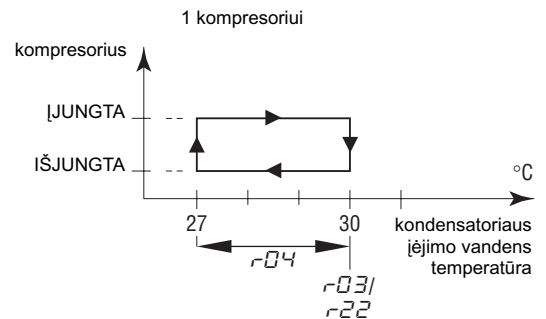 1 kompresoriui
kompresorius
ĮJUNGTA
IŠJUNGTA
°C
27
30
kondensatoriaus
įėjimo vandens
temperatūra
r04
r03/
r22